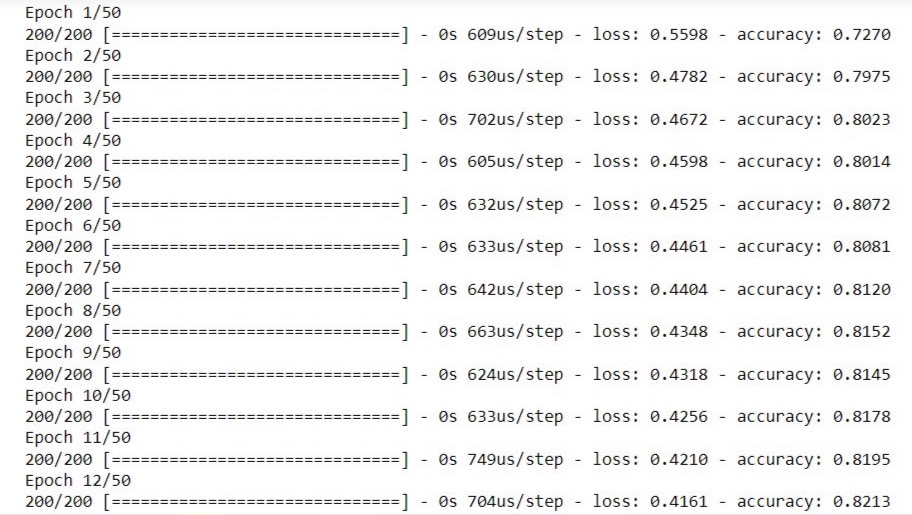 Epoch 1/50
200/200 [==============================] - 0s 609us/step - loss: 0.5598 - accuracy: 0.7270
Epoch 2/50
200/200 [==============================] - 0s 630us/step - loss: 0.4782 - accuracy: 0.7975
Epoch 3/50
200/200 [==============================] - 0s 702us/step - loss: 0.4672 - accuracy: 0.8023
Epoch 4/50
200/200 [==============================] - 0s 605us/step - loss: 0.4598 - accuracy: 0.8014
Epoch 5/50
200/200 [==============================] - 0s 632us/step - loss: 0.4525 - accuracy: 0.8072
Epoch 6/50
200/200 [==============================] - 0s 633us/step - loss: 0.4461 - accuracy: 0.8081
Epoch 7/50
200/200 [==============================] - 0s 642us/step - loss: 0.4404 - accuracy: 0.8120
Epoch 8/50
200/200 [==============================] - 0s 663us/step - loss: 0.4348 - accuracy: 0.8152
Epoch 9/50
200/200 [==============================] - 0s 624us/step - loss: 0.4318 - accuracy: 0.8145
Epoch 10/50
200/200 [==============================] - 0s 633us/step - loss: 0.4256 - accuracy: 0.8178
Epoch 11/50
200/200 [==============================] - 0s 749us/step - loss: 0.4210 - accuracy: 0.8195
Epoch 12/50
200/200 [==============================] - 0s 704us/step - loss: 0.4161 - accuracy: 0.8213